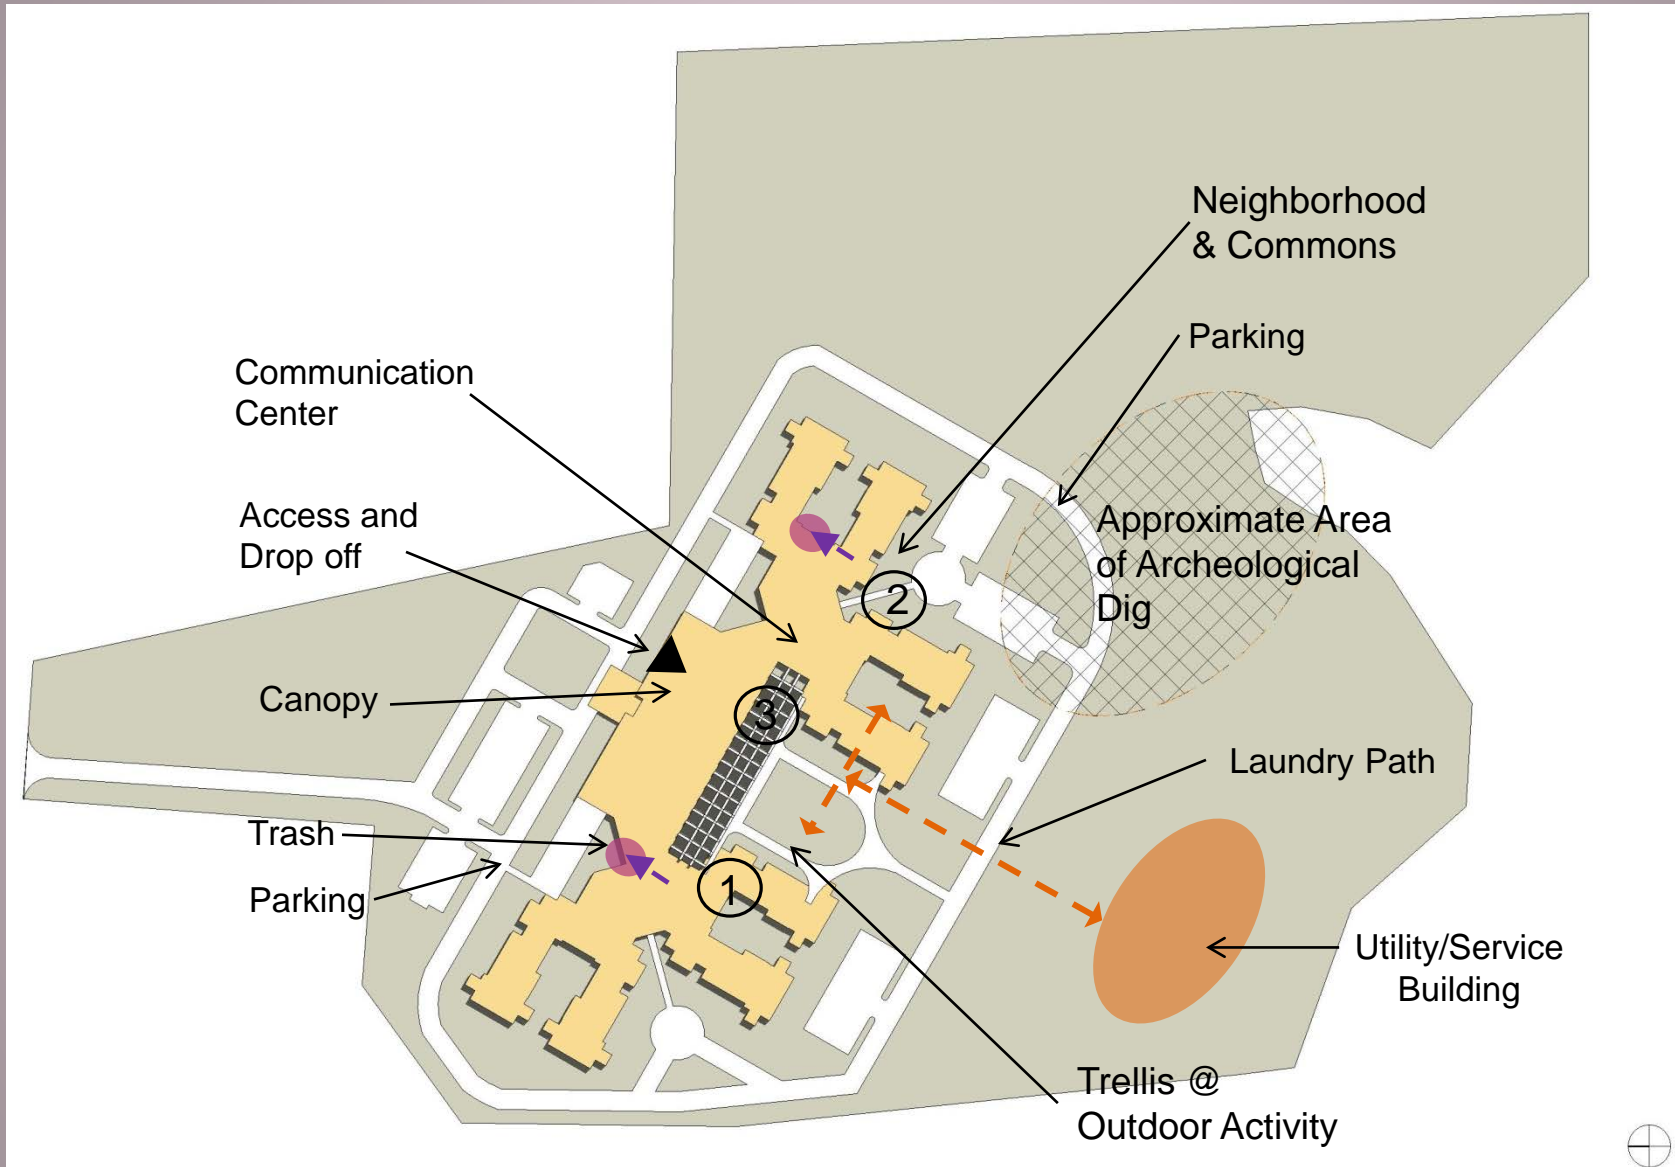 Neighborhood
& Commons
Parking
Communication
Center
Access and
Drop off
Approximate Area
of Archeological
Dig
2
Canopy
3
Laundry Path
Trash
1
Parking
Utility/Service
Building
Trellis @
Outdoor Activity